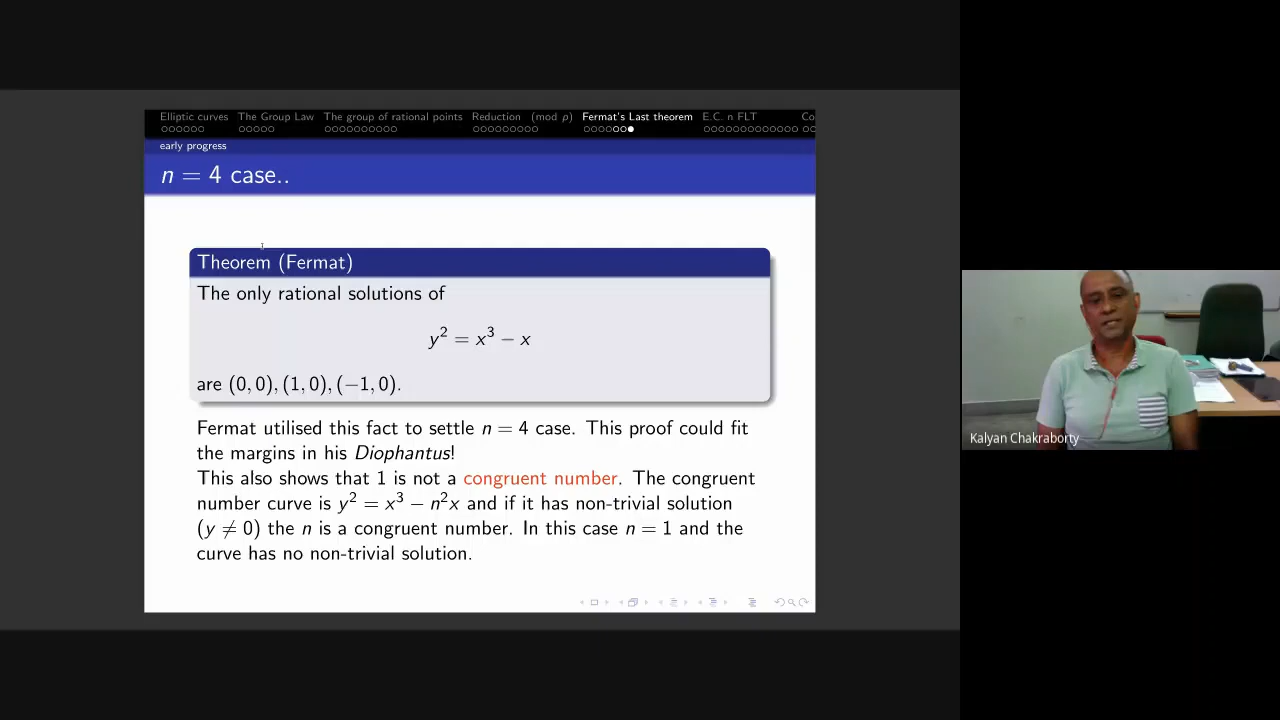 Elliptic curves The Group Law The group of rational points Reduction (mod p) Fermat's Last theorem E.C. n FLT Co
early progress
n = 4 case..
Theorem (Fermat)
The only rational solutions of
y² = x³ − x
are (0, 0), (1, 0), (−1, 0).
Fermat utilised this fact to settle n = 4 case. This proof could fit
the margins in his Diophantus!
This also shows that 1 is not a congruent number. The congruent
number curve is y² = x³ − n²x and if it has non-trivial solution
(y ≠ 0) the n is a congruent number. In this case n = 1 and the
curve has no non-trivial solution.
Kalyan Chakraborty